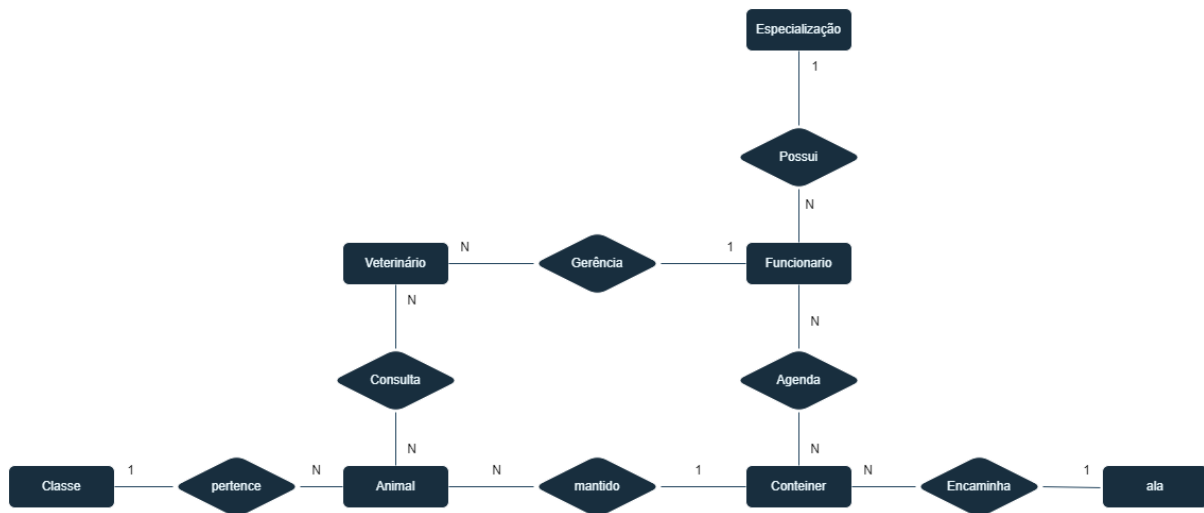 Especialização
1
Possui
N
Veterinário
N
Gerência
1
Funcionario
N
N
Consulta
Agenda
N
N
Classe
1
pertence
N
Animal
N
mantido
1
Conteiner
N
Encaminha
1
ala